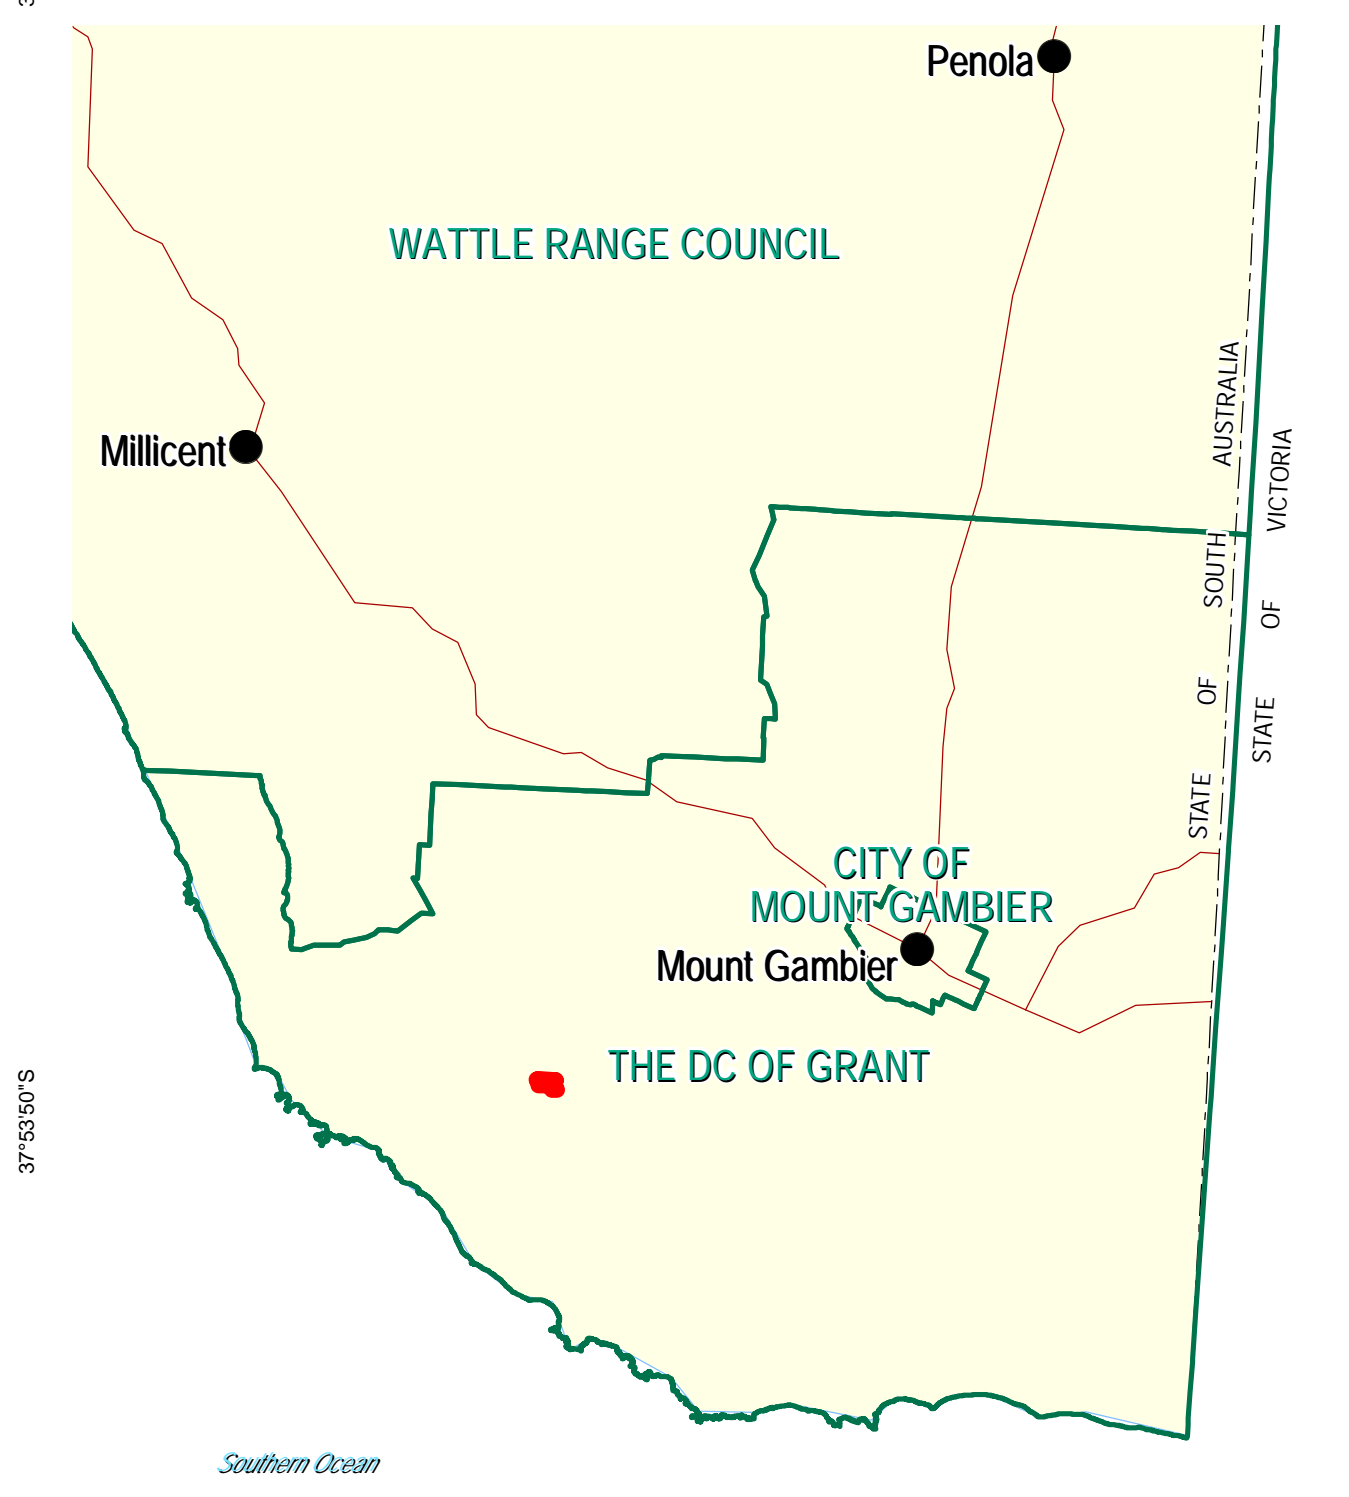 Penola
WATTLE RANGE COUNCIL
Millicent
STATE OF SOUTH AUSTRALIA
STATE OF VICTORIA
CITY OF
MOUNT GAMBIER
Mount Gambier
THE DC OF GRANT
37°53'50"S
Southern Ocean